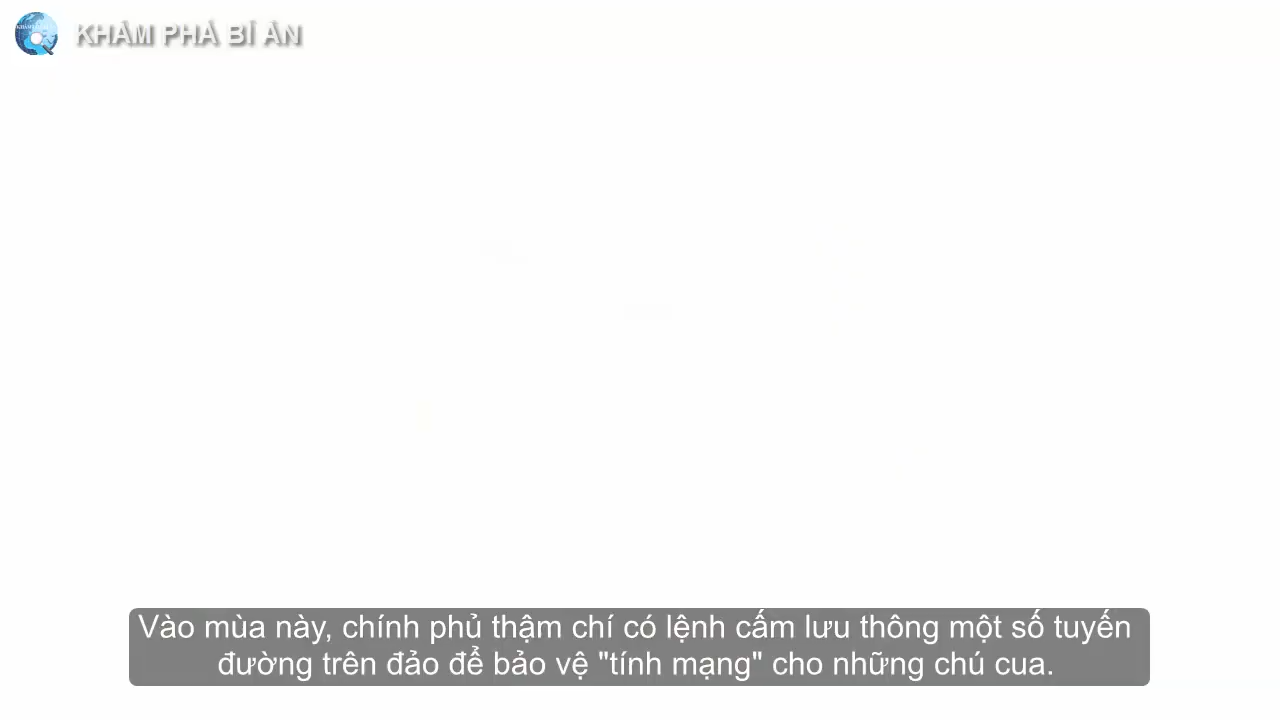 KHÁM PHÁ BÍ ẨN
Vào mùa này, chính phủ thậm chí có lệnh cấm lưu thông một số tuyến
đường trên đảo để bảo vệ "tính mạng" cho những chú cua.